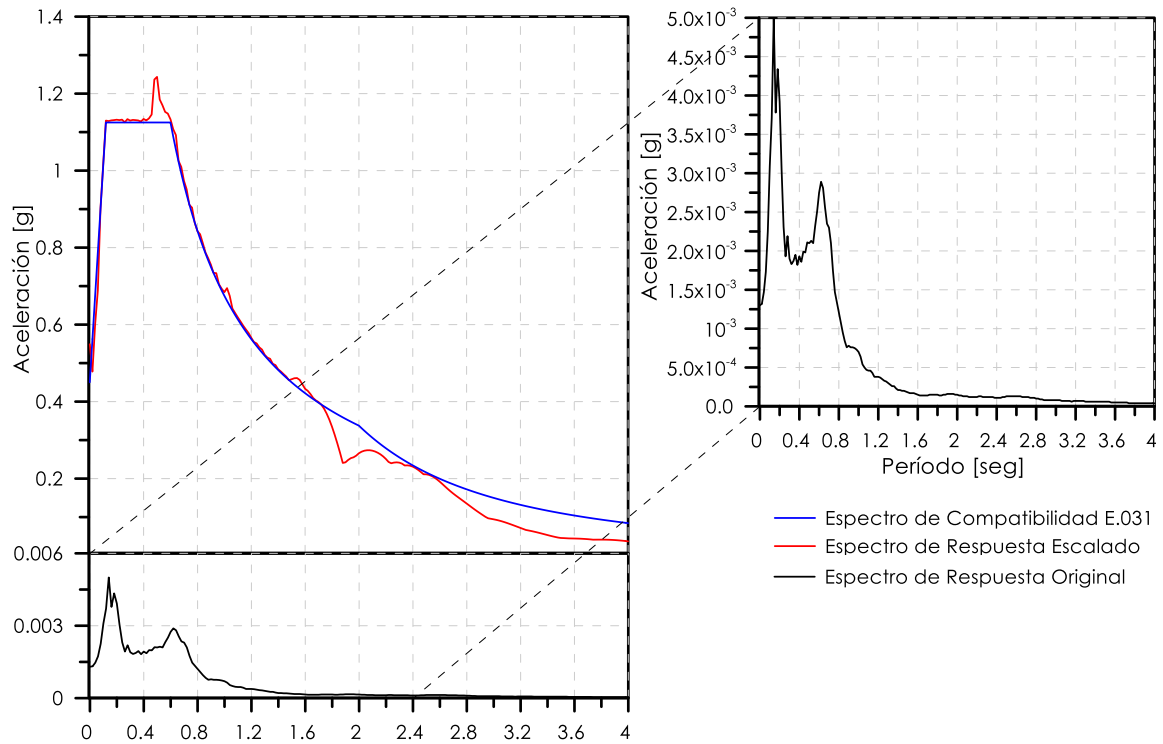 1.4
1.2
1
0.8
0.6
0.4
0.2
0.006
0.003
0
Aceleración [g]
0 0.4 0.8 1.2 1.6 2 2.4 2.8 3.2 3.6 4
5.0x10-3
4.5x10-3
4.0x10-3
3.5x10-3
3.0x10-3
2.5x10-3
2.0x10-3
1.5x10-3
10-3
5.0x10-4
0.0
Aceleración [g]
0 0.4 0.8 1.2 1.6 2 2.4 2.8 3.2 3.6 4
Período [seg]
Espectro de Compatibilidad E.031
Espectro de Respuesta Escalado
Espectro de Respuesta Original